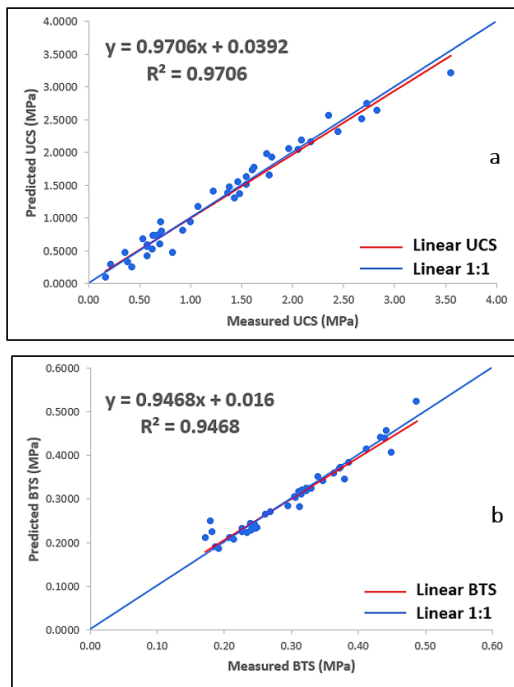 4.0000
y = 0.9706x + 0.0392
R² = 0.9706
3.5000
3.0000
2.5000
2.0000
1.5000
1.0000
0.5000
0.0000
Predicted UCS (MPa)
a
Linear UCS
Linear 1:1
0.00 0.50 1.00 1.50 2.00 2.50 3.00 3.50 4.00
Measured UCS (MPa)
0.6000
y = 0.9468x + 0.016
R² = 0.9468
0.5000
0.4000
0.3000
0.2000
0.1000
0.0000
Predicted BTS (MPa)
b
Linear BTS
Linear 1:1
0.00 0.10 0.20 0.30 0.40 0.50 0.60
Measured BTS (MPa)